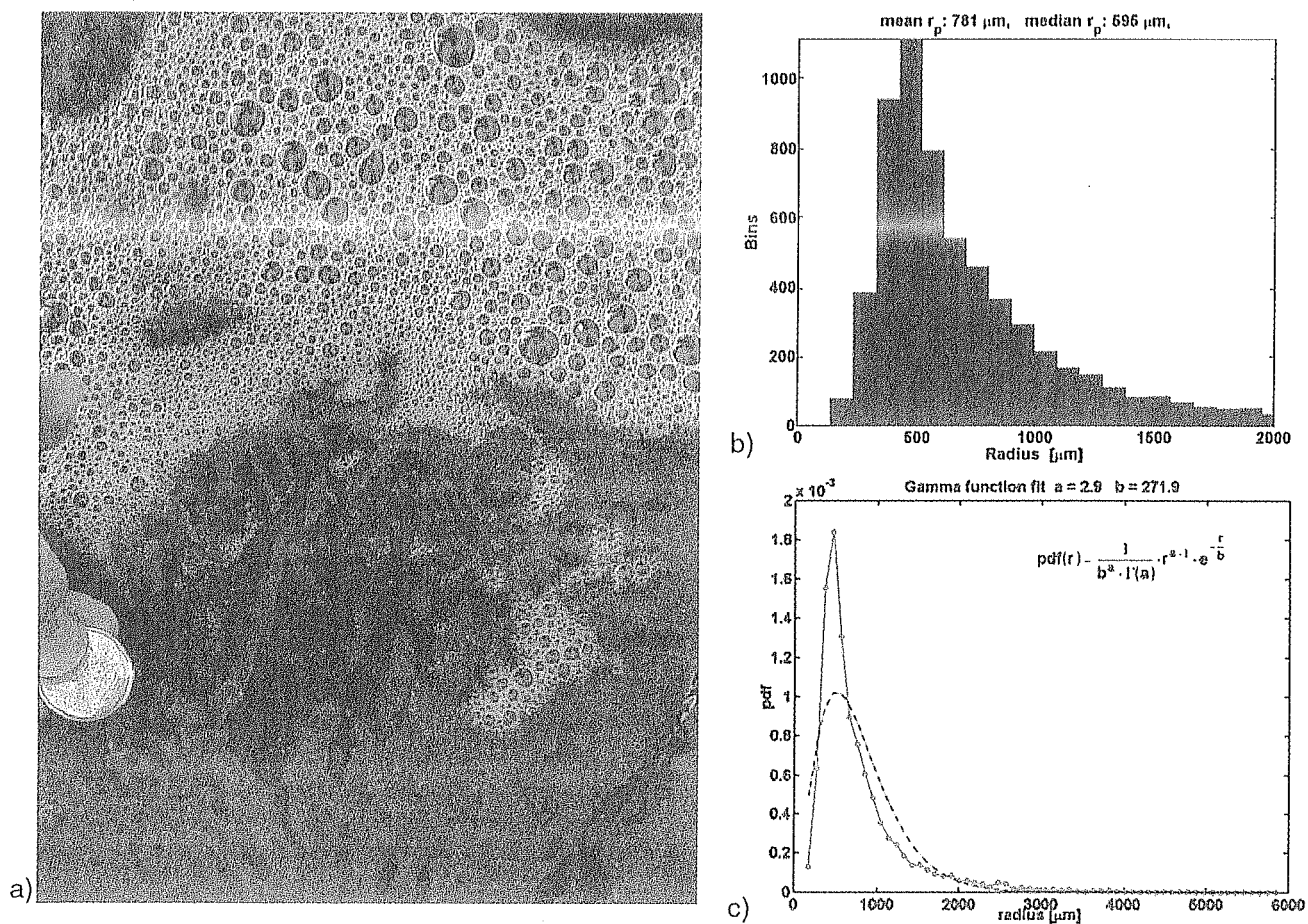 a)
mean r_p: 781 μm, median r_p: 595 μm,
1000
800
600
400
200
0
Bins
0 500 1000 1500 2000
Radius [μm]
b)
Gamma function fit a = 2.9 b = 271.9
x 10^-3
2
1.8
1.6
1.4
1.2
1
0.8
0.6
0.4
0.2
0
pdf
pdf(r) = 1 / (b^a · Γ(a)) · r^(a-1) · e^(-r/b)
0 1000 2000 3000 4000 5000 6000
radius [μm]
c)